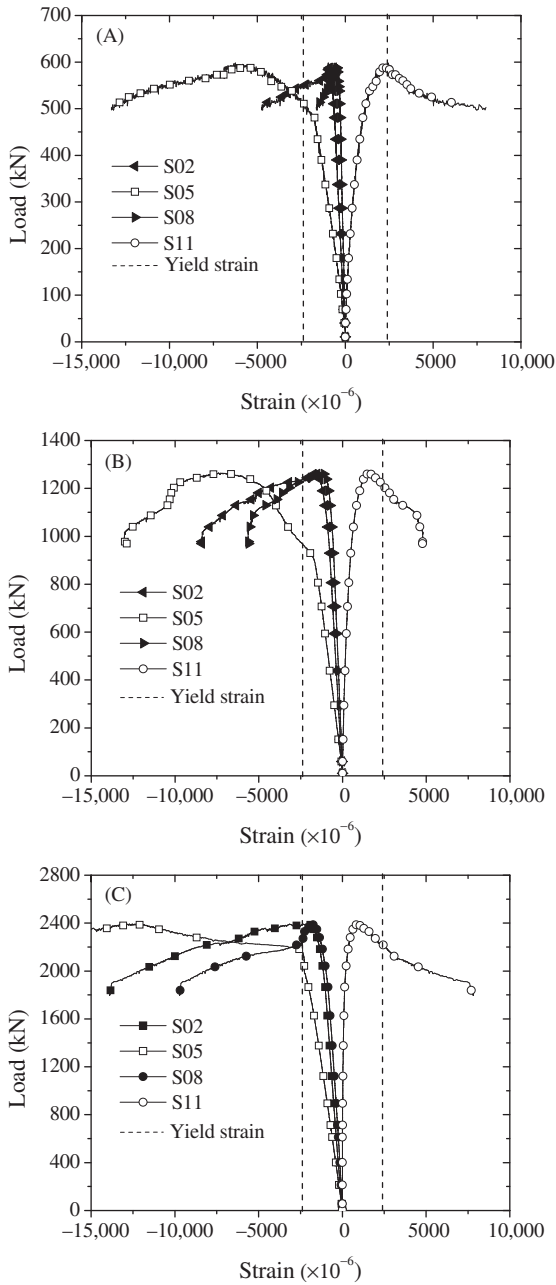 (A)
700
600
500
400
300
200
100
0
Load (kN)
S02
S05
S08
S11
Yield strain
−15,000 −10,000 −5000 0 5000 10,000
Strain (×10⁻⁶)
(B)
1400
1200
1000
800
600
400
200
0
Load (kN)
S02
S05
S08
S11
Yield strain
−15,000 −10,000 −5000 0 5000 10,000
Strain (×10⁻⁶)
(C)
2800
2400
2000
1600
1200
800
400
0
Load (kN)
S02
S05
S08
S11
Yield strain
−15,000 −10,000 −5000 0 5000 10,000
Strain (×10⁻⁶)